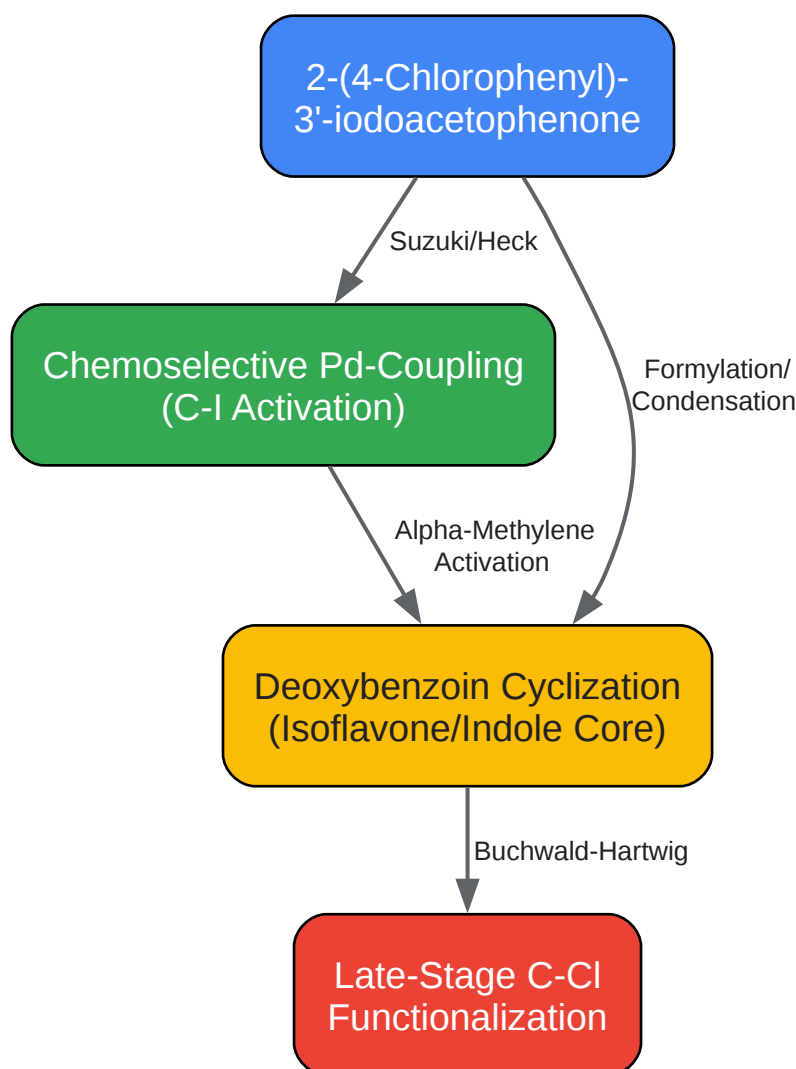 2-(4-Chlorophenyl)-
3'-iodoacetophenone
Suzuki/Heck
Chemoselective Pd-Coupling
(C-I Activation)
Formylation/
Condensation
Alpha-Methylene
Activation
Deoxybenzoin Cyclization
(Isoflavone/Indole Core)
Buchwald-Hartwig
Late-Stage C-Cl
Functionalization